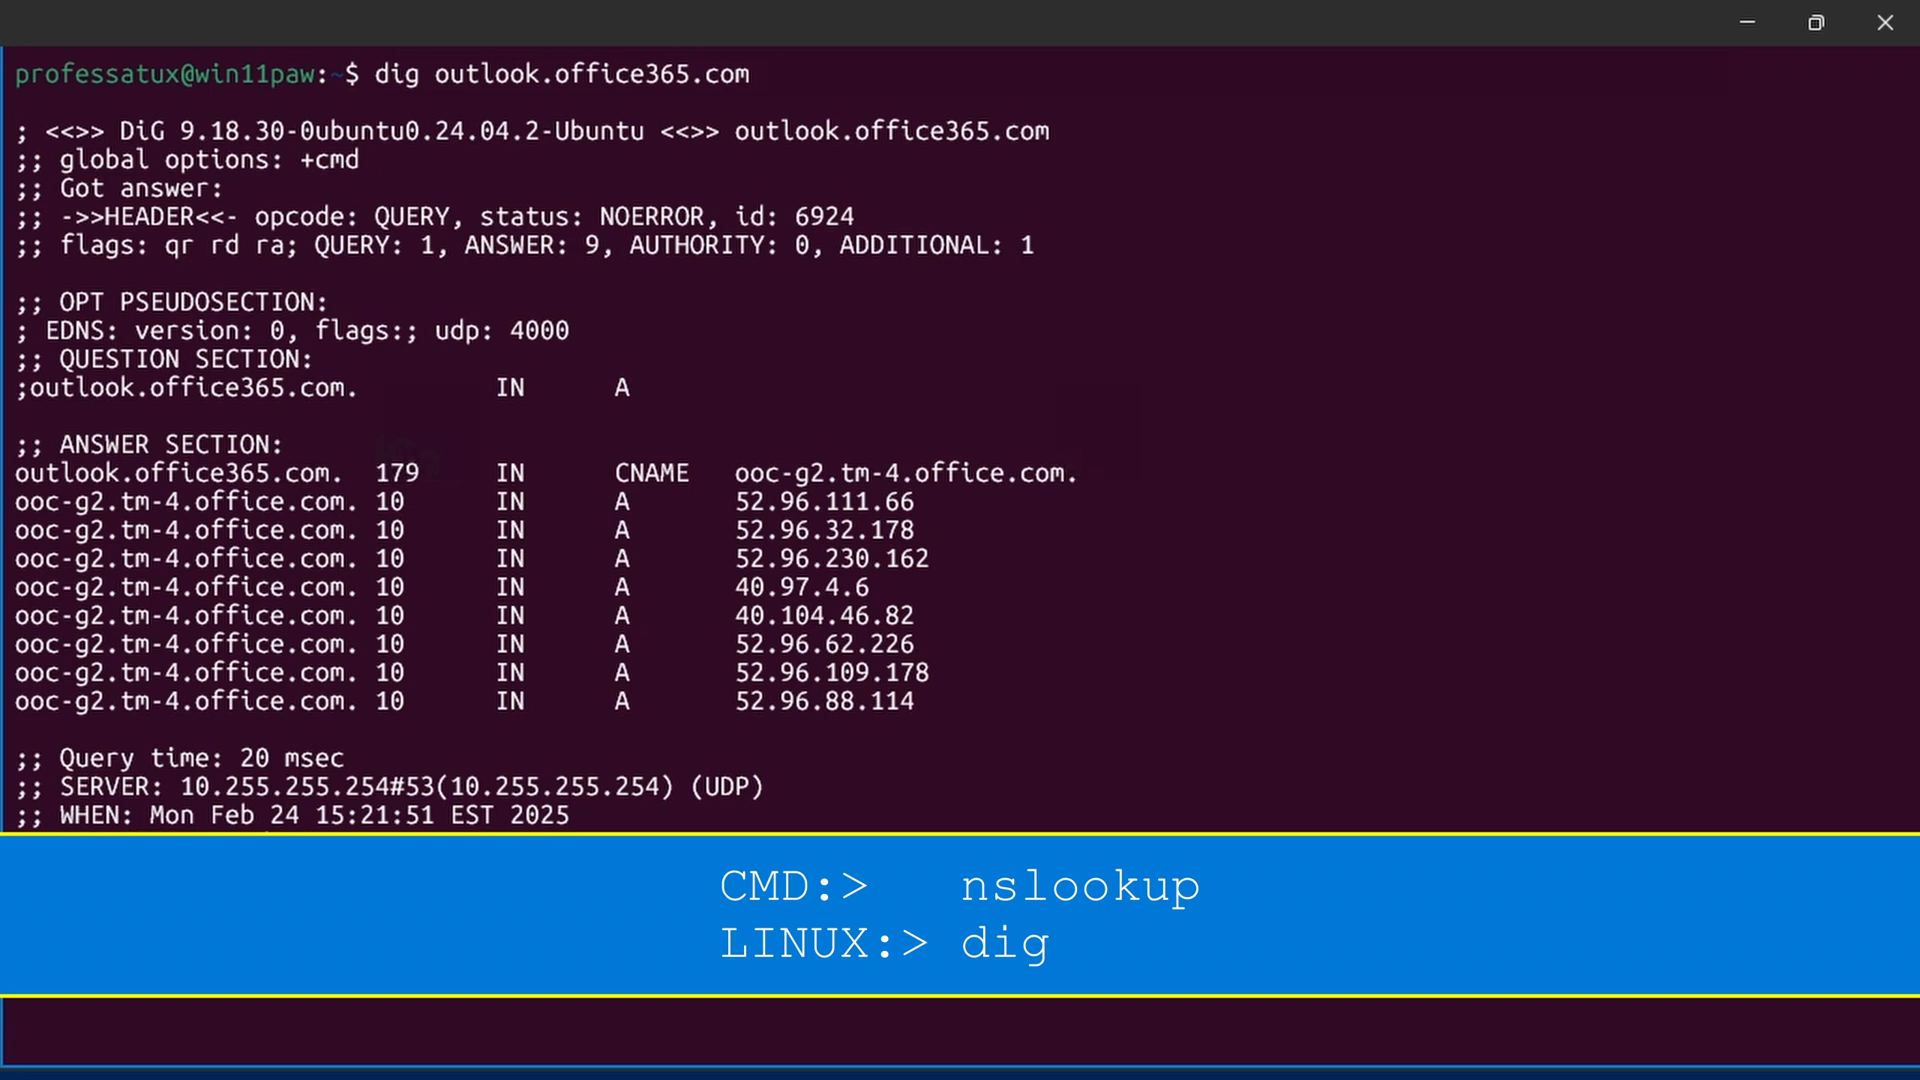 professatux@win11paw:~$ dig outlook.office365.com
; <<>> DiG 9.18.30-0ubuntu0.24.04.2-Ubuntu <<>> outlook.office365.com
;; global options: +cmd
;; Got answer:
;; ->>HEADER<<- opcode: QUERY, status: NOERROR, id: 6924
;; flags: qr rd ra; QUERY: 1, ANSWER: 9, AUTHORITY: 0, ADDITIONAL: 1
;; OPT PSEUDOSECTION:
; EDNS: version: 0, flags:; udp: 4000
;; QUESTION SECTION:
;outlook.office365.com. IN A
;; ANSWER SECTION:
outlook.office365.com. 179 IN CNAME ooc-g2.tm-4.office.com.
ooc-g2.tm-4.office.com. 10 IN A 52.96.111.66
ooc-g2.tm-4.office.com. 10 IN A 52.96.32.178
ooc-g2.tm-4.office.com. 10 IN A 52.96.230.162
ooc-g2.tm-4.office.com. 10 IN A 40.97.4.6
ooc-g2.tm-4.office.com. 10 IN A 40.104.46.82
ooc-g2.tm-4.office.com. 10 IN A 52.96.62.226
ooc-g2.tm-4.office.com. 10 IN A 52.96.109.178
ooc-g2.tm-4.office.com. 10 IN A 52.96.88.114
;; Query time: 20 msec
;; SERVER: 10.255.255.254#53(10.255.255.254) (UDP)
;; WHEN: Mon Feb 24 15:21:51 EST 2025
CMD:> nslookup
LINUX:> dig